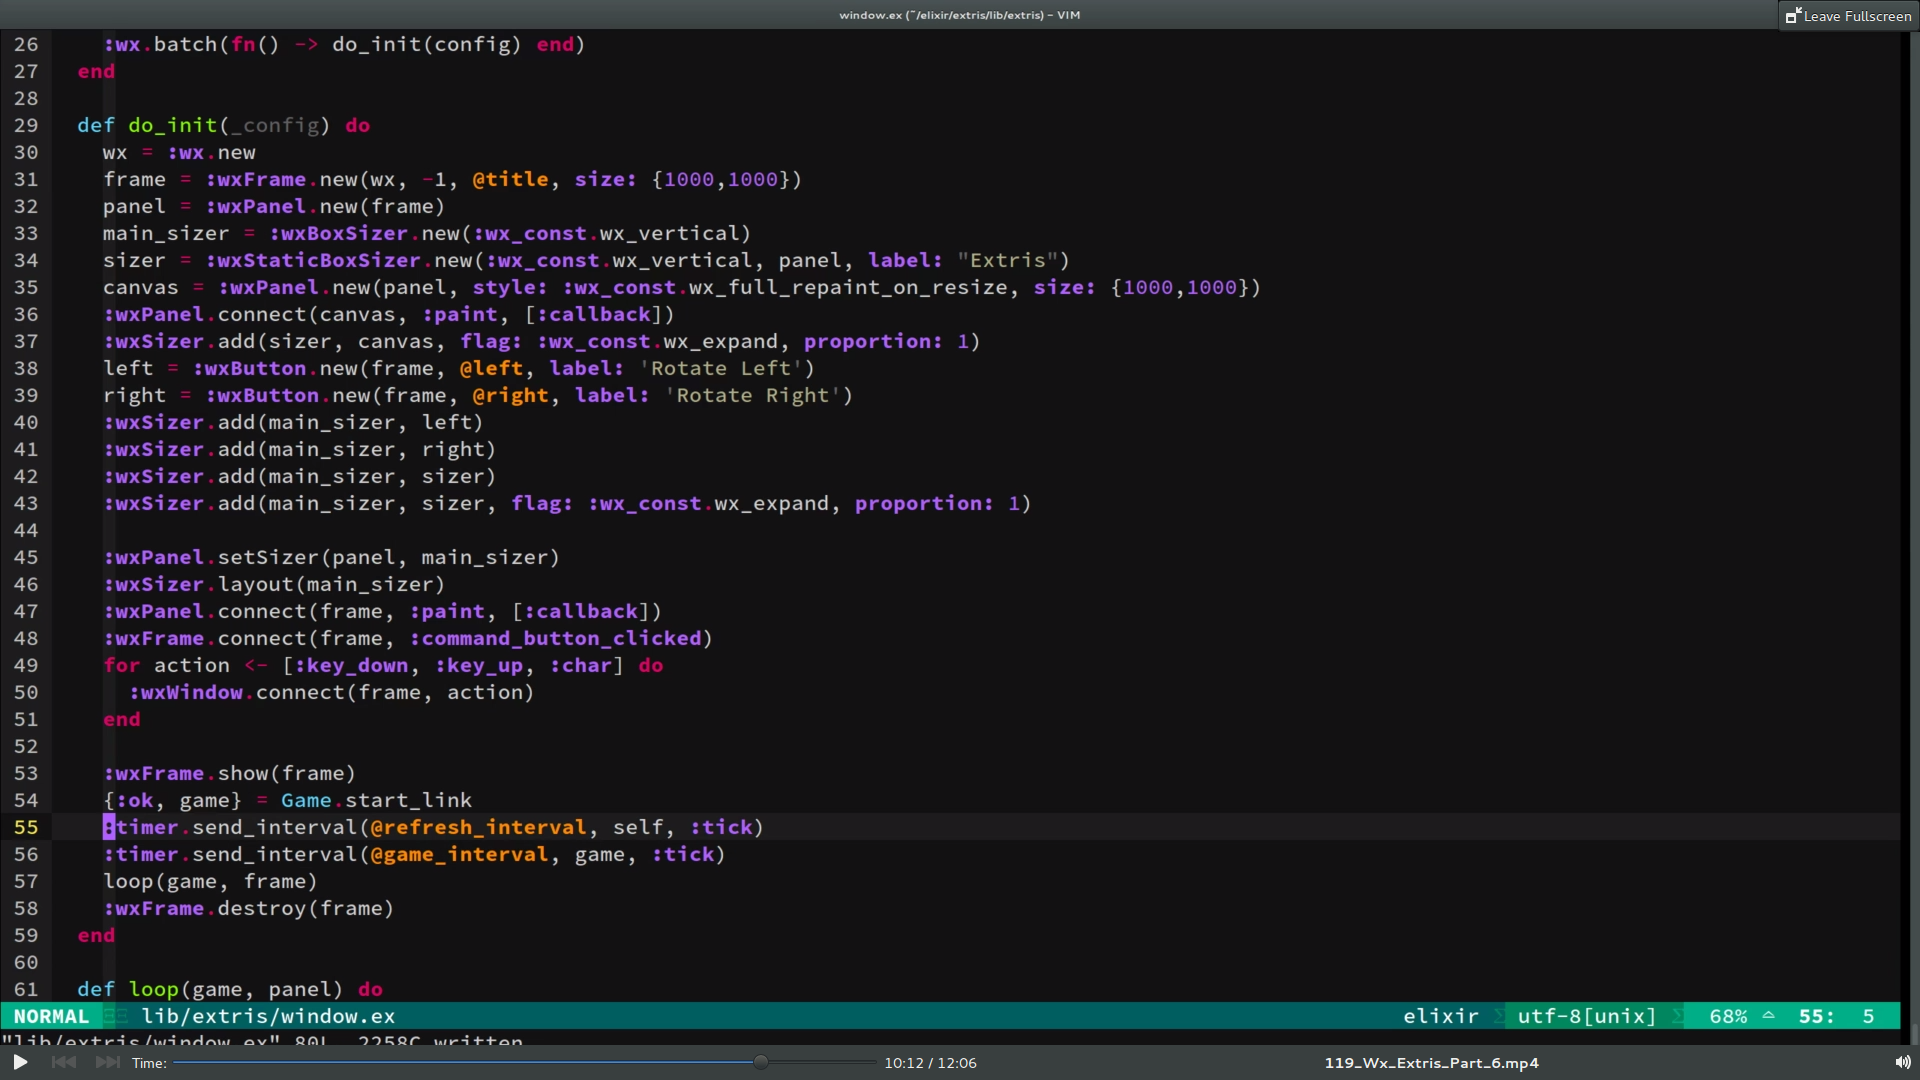 window.ex (~/elixir/extris/lib/extris) - VIM
Leave Fullscreen
26     :wx.batch(fn() -> do_init(config) end)
27   end
28
29   def do_init(_config) do
30     wx = :wx.new
31     frame = :wxFrame.new(wx, -1, @title, size: {1000,1000})
32     panel = :wxPanel.new(frame)
33     main_sizer = :wxBoxSizer.new(:wx_const.wx_vertical)
34     sizer = :wxStaticBoxSizer.new(:wx_const.wx_vertical, panel, label: "Extris")
35     canvas = :wxPanel.new(panel, style: :wx_const.wx_full_repaint_on_resize, size: {1000,1000})
36     :wxPanel.connect(canvas, :paint, [:callback])
37     :wxSizer.add(sizer, canvas, flag: :wx_const.wx_expand, proportion: 1)
38     left = :wxButton.new(frame, @left, label: 'Rotate Left')
39     right = :wxButton.new(frame, @right, label: 'Rotate Right')
40     :wxSizer.add(main_sizer, left)
41     :wxSizer.add(main_sizer, right)
42     :wxSizer.add(main_sizer, sizer)
43     :wxSizer.add(main_sizer, sizer, flag: :wx_const.wx_expand, proportion: 1)
44
45     :wxPanel.setSizer(panel, main_sizer)
46     :wxSizer.layout(main_sizer)
47     :wxPanel.connect(frame, :paint, [:callback])
48     :wxFrame.connect(frame, :command_button_clicked)
49     for action <- [:key_down, :key_up, :char] do
50       :wxWindow.connect(frame, action)
51     end
52
53     :wxFrame.show(frame)
54     {:ok, game} = Game.start_link
55     :timer.send_interval(@refresh_interval, self, :tick)
56     :timer.send_interval(@game_interval, game, :tick)
57     loop(game, frame)
58     :wxFrame.destroy(frame)
59   end
60
61   def loop(game, panel) do
NORMAL lib/extris/window.ex elixir utf-8[unix] 68% 55: 5
"lib/extris/window.ex" 80L, 2258C written
Time: 10:12 / 12:06 119_Wx_Extris_Part_6.mp4